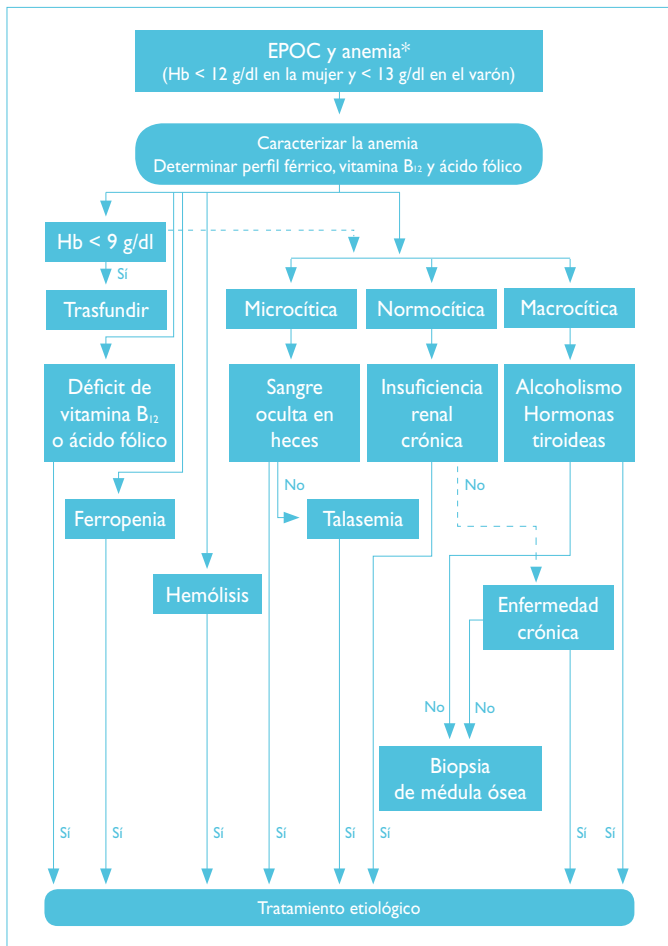 EPOC y anemia*
(Hb < 12 g/dl en la mujer y < 13 g/dl en el varón)
Caracterizar la anemia
Determinar perfil férrico, vitamina B₁₂ y ácido fólico
Hb < 9 g/dl
Sí
Trasfundir
Microcítica
Normocítica
Macrocítica
Déficit de
vitamina B₁₂
o ácido fólico
Sangre
oculta en
heces
Insuficiencia
renal
crónica
Alcoholismo
Hormonas
tiroideas
No
No
Ferropenia
Talasemia
Hemólisis
Enfermedad
crónica
No
No
Biopsia
de médula ósea
Sí
Sí
Sí
Sí
Sí
Sí
Sí
Sí
Tratamiento etiológico